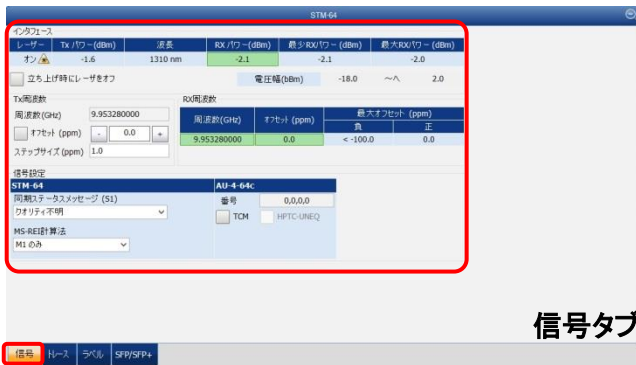 STM-64
インタフェース
レーザー Tx パワー(dBm) 波長 RX パワー(dBm) 最少RXパワー (dBm) 最大RXパワー (dBm)
オン -1.6 1310 nm -2.1 -2.1 -2.0
立ち上げ時にレーザをオフ 電圧幅(bBm) -18.0 ~へ 2.0
Tx周波数 RX周波数
周波数(GHz) 9.953280000
オフセット (ppm) - 0.0 +
ステップサイズ (ppm) 1.0
周波数(GHz) オフセット (ppm) 最大オフセット (ppm)
負 正
9.953280000 0.0 < -100.0 0.0
信号設定
STM-64 AU-4-64c
同期ステータスメッセージ (S1)
クオリティ不明
番号 0,0,0,0
TCM HPTC-UNEQ
MS-REI計算法
M1 のみ
信号タブ
信号 トレース ラベル SFP/SFP+